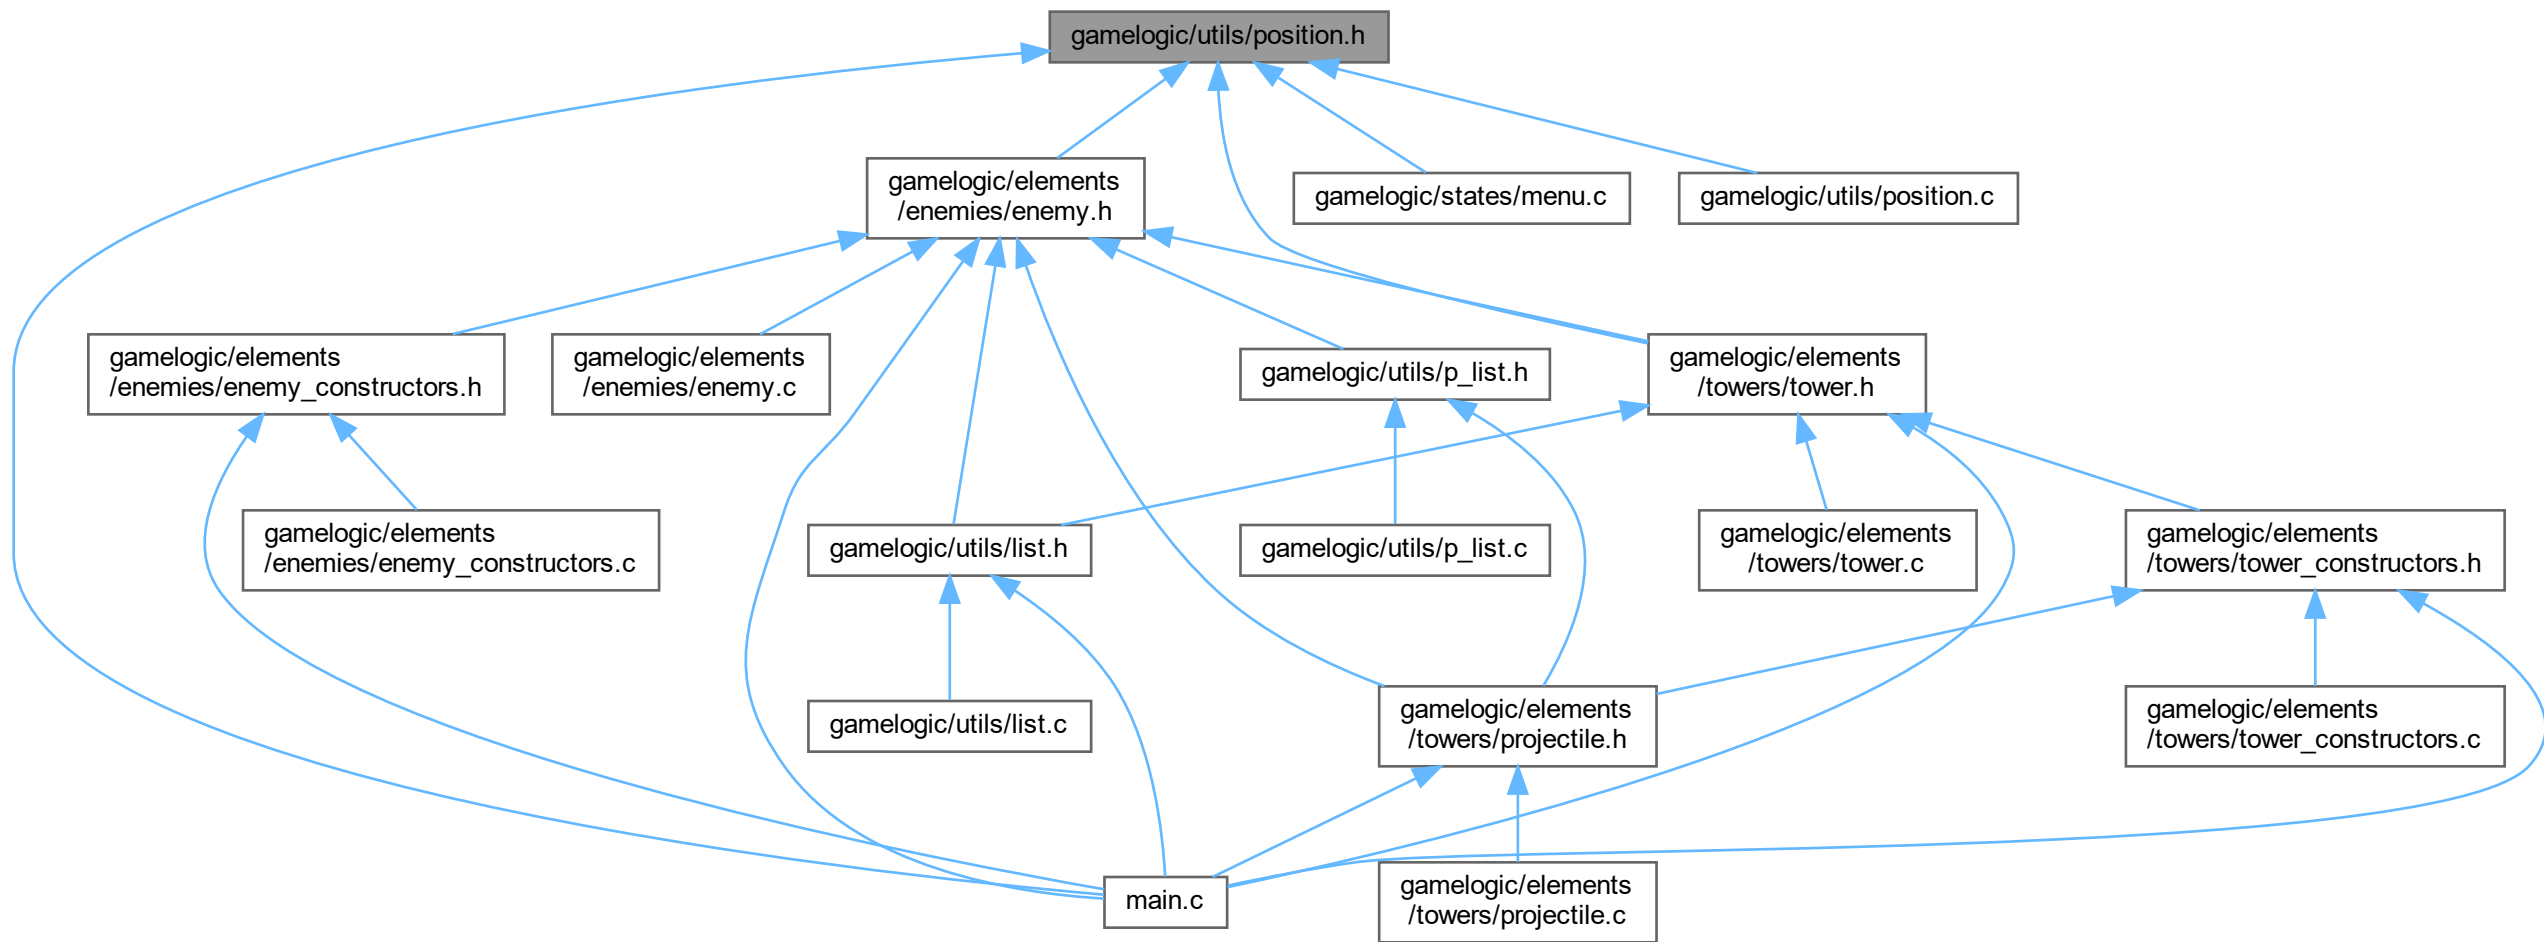 gamelogic/utils/position.h
gamelogic/elements
/enemies/enemy.h
gamelogic/states/menu.c
gamelogic/utils/position.c
gamelogic/elements
/enemies/enemy_constructors.h
gamelogic/elements
/enemies/enemy.c
gamelogic/utils/p_list.h
gamelogic/elements
/towers/tower.h
gamelogic/elements
/enemies/enemy_constructors.c
gamelogic/utils/list.h
gamelogic/utils/p_list.c
gamelogic/elements
/towers/tower.c
gamelogic/elements
/towers/tower_constructors.h
gamelogic/utils/list.c
gamelogic/elements
/towers/projectile.h
gamelogic/elements
/towers/tower_constructors.c
main.c
gamelogic/elements
/towers/projectile.c